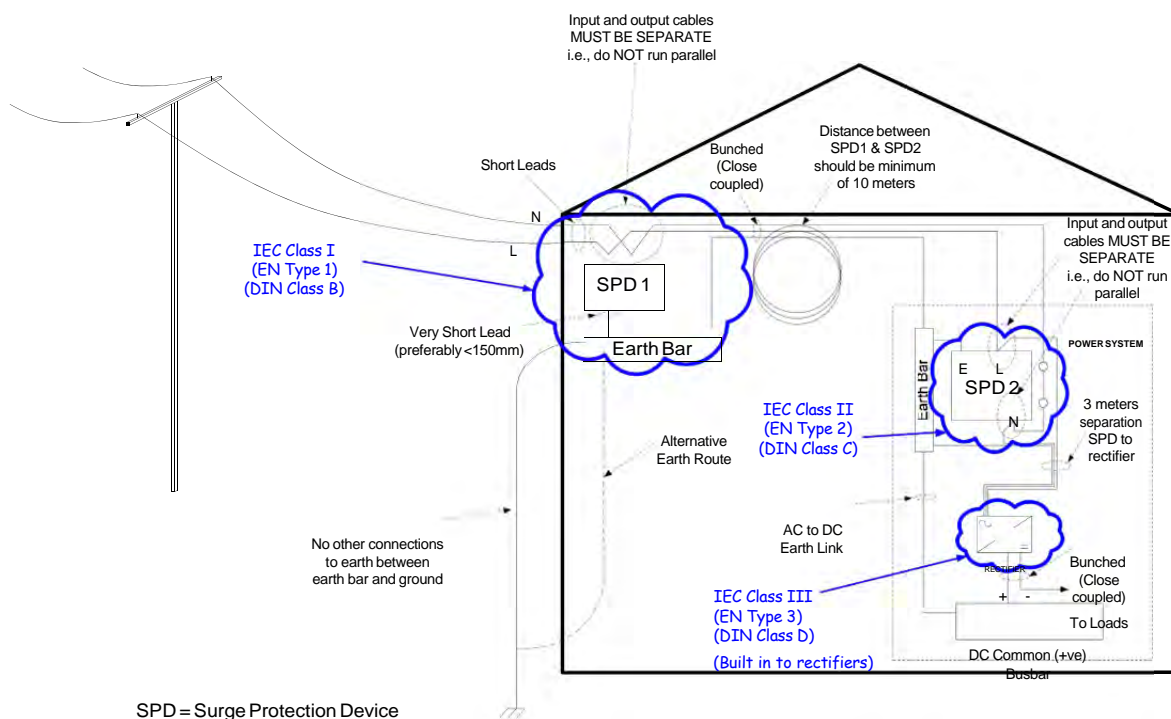 Input and output cables
MUST BE SEPARATE
i.e., do NOT run parallel
Short Leads
Bunched
(Close
coupled)
Distance between
SPD1 & SPD2
should be minimum
of 10 meters
N
L
IEC Class I
(EN Type 1)
(DIN Class B)
SPD 1
Very Short Lead
(preferably <150mm)
Earth Bar
Input and output
cables MUST BE
SEPARATE
i.e., do NOT run
parallel
POWER SYSTEM
Earth Bar
E L
SPD 2
N
IEC Class II
(EN Type 2)
(DIN Class C)
3 meters
separation
SPD to
rectifier
Alternative
Earth Route
No other connections
to earth between
earth bar and ground
AC to DC
Earth Link
RECTIFIER
Bunched
(Close
coupled)
+ -
IEC Class III
(EN Type 3)
(DIN Class D)
(Built in to rectifiers)
To Loads
DC Common (+ve)
Busbar
SPD = Surge Protection Device